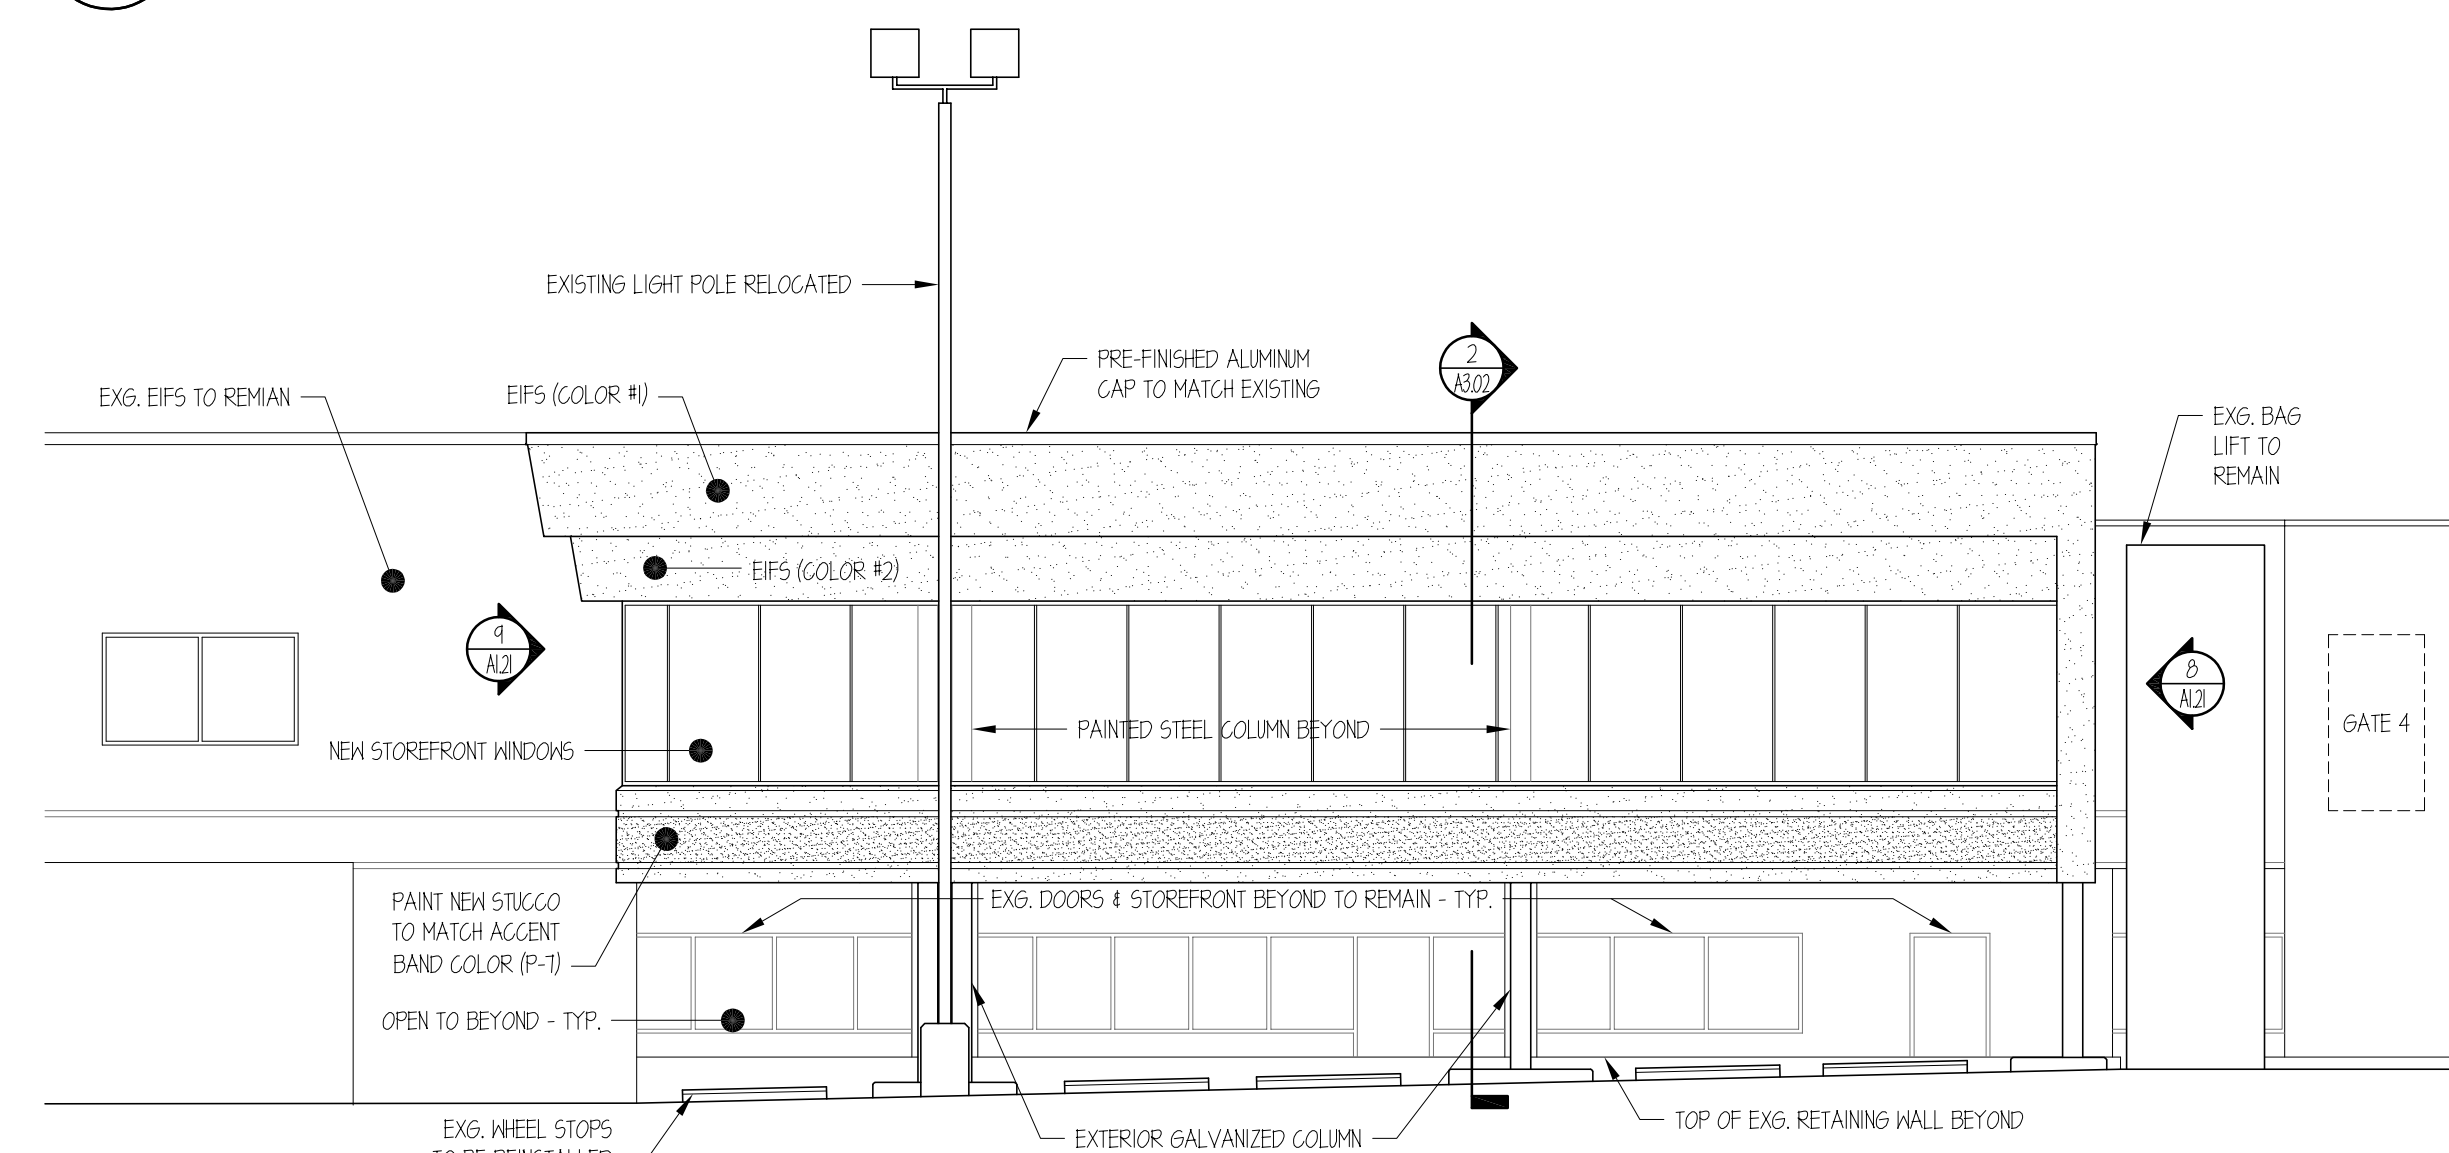 EXISTING LIGHT POLE RELOCATED
PRE-FINISHED ALUMINUM
CAP TO MATCH EXISTING
2
A3.02
EXG. EIFS TO REMIAN
EIFS (COLOR #1)
EXG. BAG
LIFT TO
REMAIN
EIFS (COLOR #2)
9
A1.21
8
A1.21
GATE 4
NEW STOREFRONT WINDOWS
PAINTED STEEL COLUMN BEYOND
PAINT NEW STUCCO
TO MATCH ACCENT
BAND COLOR (P-7)
EXG. DOORS & STOREFRONT BEYOND TO REMAIN - TYP.
OPEN TO BEYOND - TYP.
EXG. WHEEL STOPS
TO BE REINSTALLED
EXTERIOR GALVANIZED COLUMN
TOP OF EXG. RETAINING WALL BEYOND